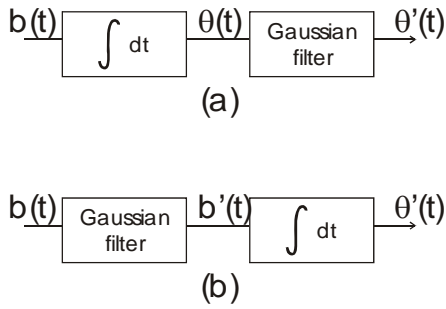 b(t) ∫ dt θ(t) Gaussian filter θ'(t)
(a)
b(t) Gaussian filter b'(t) ∫ dt θ'(t)
(b)